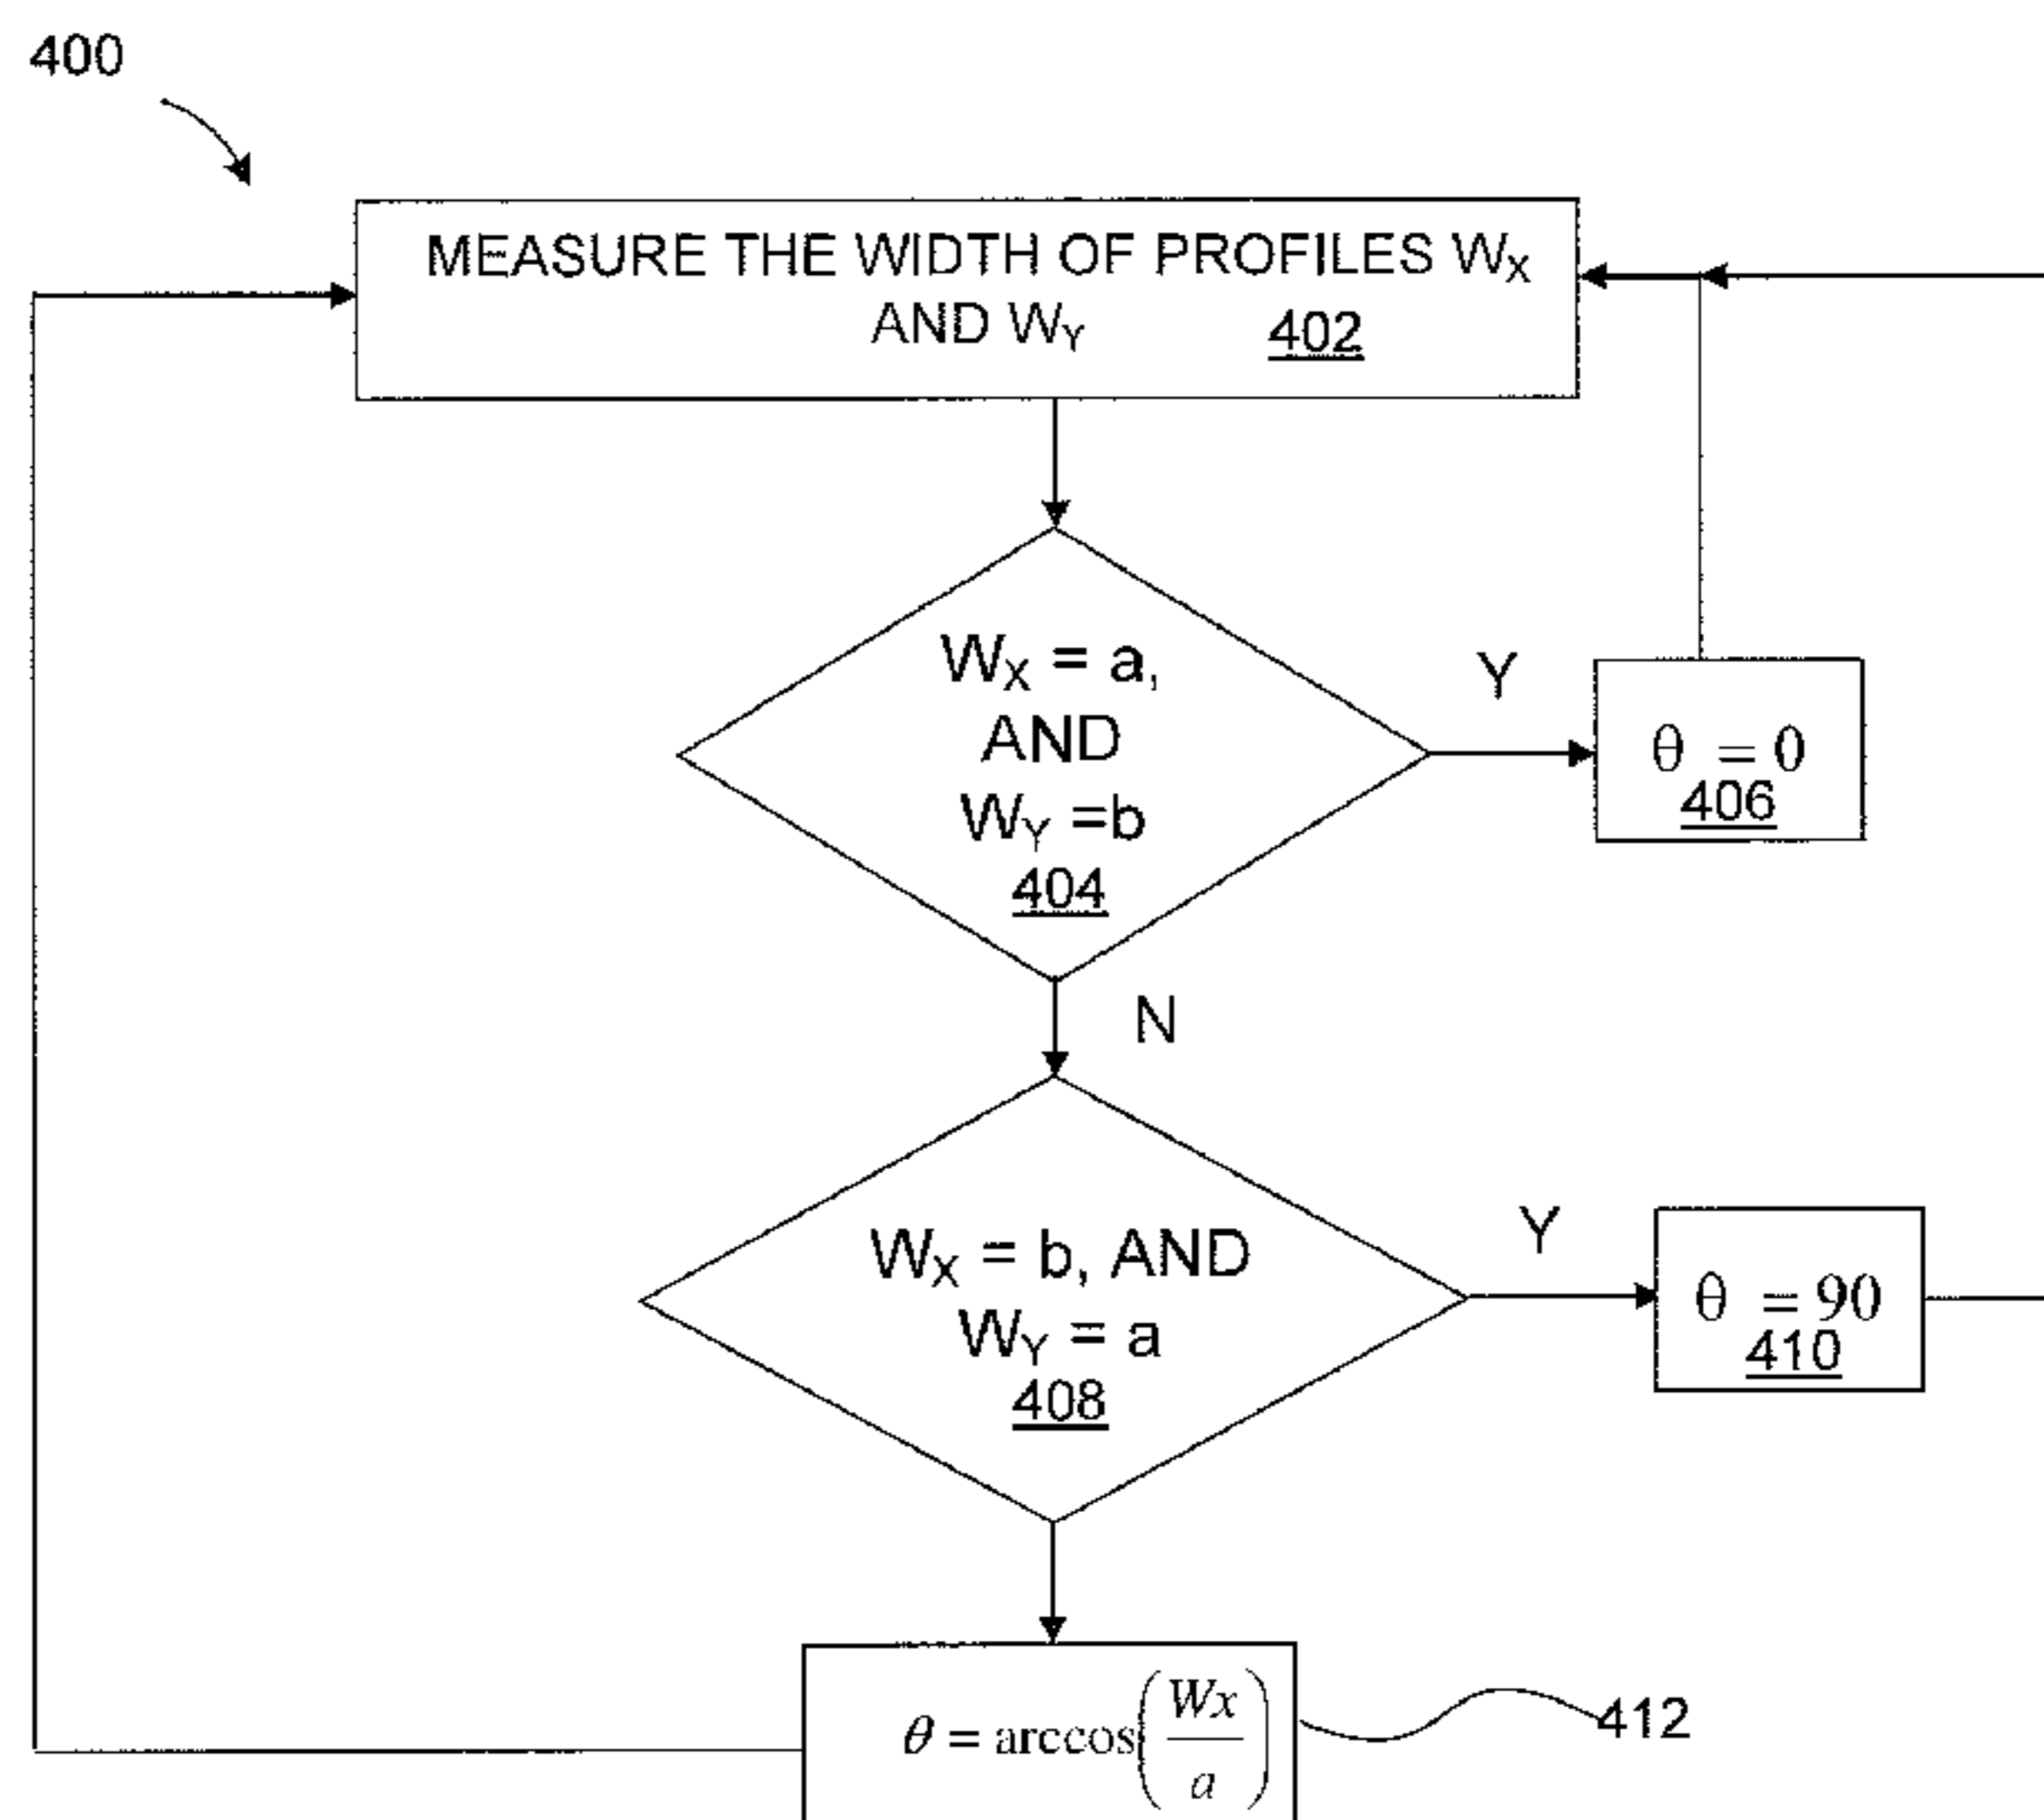 400
MEASURE THE WIDTH OF PROFILES WX
AND WY 402
WX = a,
AND
WY =b
404
Y
θ = 0
406
N
WX = b, AND
WY = a
408
Y
θ = 90
410
θ = arccos(Wx/a)
412